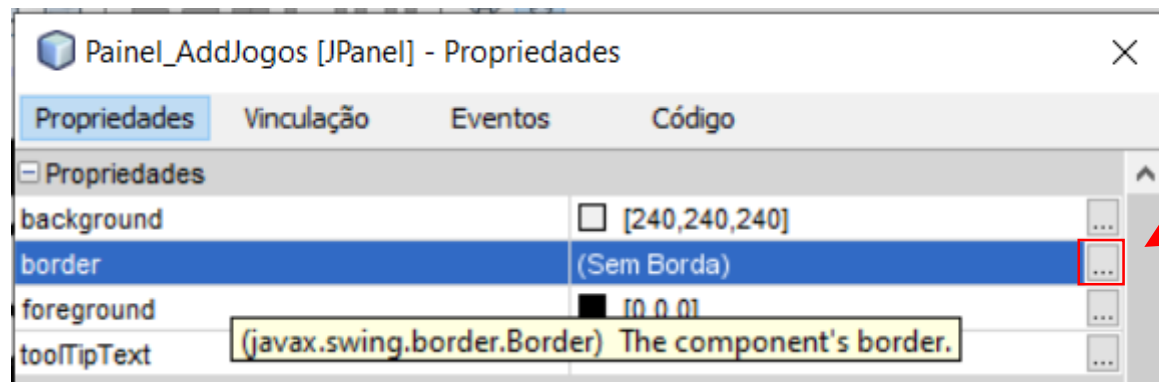 Painel_AddJogos [JPanel] - Propriedades
Propriedades Vinculação Eventos Código
Propriedades
background [240,240,240] ...
border (Sem Borda) ...
foreground [0,0,0] ...
(javax.swing.border.Border) The component's border.
toolTipText ...